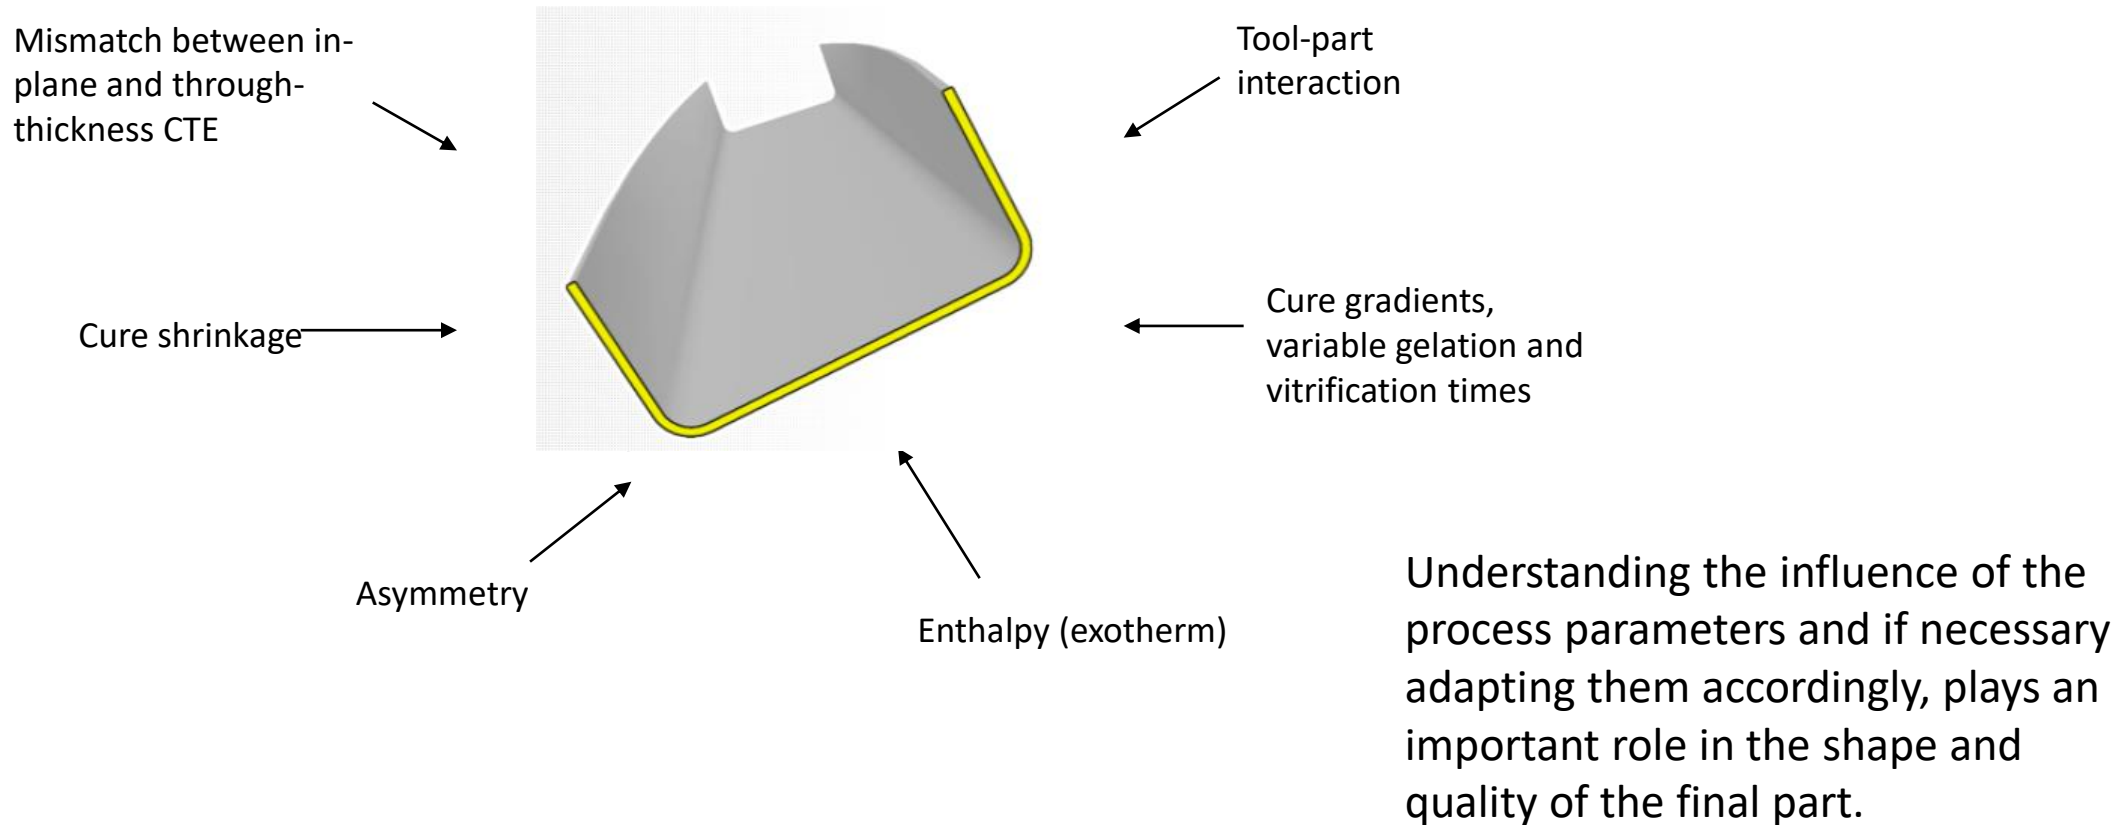 Mismatch between in-
plane and through-
thickness CTE
Tool-part
interaction
Cure shrinkage
Cure gradients,
variable gelation and
vitrification times
Asymmetry
Enthalpy (exotherm)
Understanding the influence of the
process parameters and if necessary
adapting them accordingly, plays an
important role in the shape and
quality of the final part.